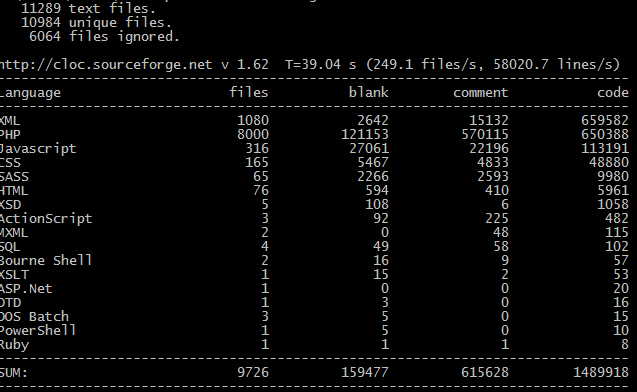 11289 text files.
10984 unique files.
6064 files ignored.
http://cloc.sourceforge.net v 1.62  T=39.04 s (249.1 files/s, 58020.7 lines/s)
-------------------------------------------------------------------------------
Language                     files          blank        comment           code
-------------------------------------------------------------------------------
XML                           1080           2642          15132         659582
PHP                           8000         121153         570115         650388
Javascript                     316          27061          22196         113191
CSS                            165           5467           4833          48880
SASS                            65           2266           2593           9980
HTML                            76            594            410           5961
XSD                              5            108              6           1058
ActionScript                     3             92            225            482
MXML                             2              0             48            115
SQL                              4             49             58            102
Bourne Shell                     2             16              9             57
XSLT                             1             15              2             53
ASP.Net                          1              0              0             20
DTD                              1              3              0             16
DOS Batch                        3              5              0             15
PowerShell                       1              5              0             10
Ruby                             1              1              1              8
-------------------------------------------------------------------------------
SUM:                          9726         159477         615628        1489918
-------------------------------------------------------------------------------